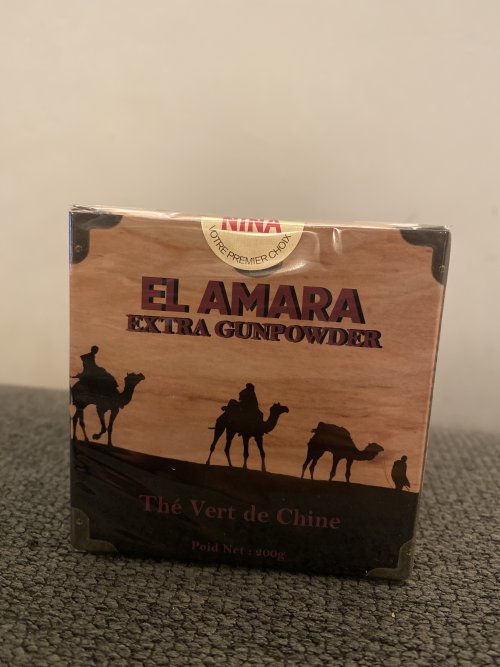 NINA
VOTRE PREMIER CHOIX
EL AMARA
EXTRA GUNPOWDER
Thé Vert de Chine
Poid Net : 200g